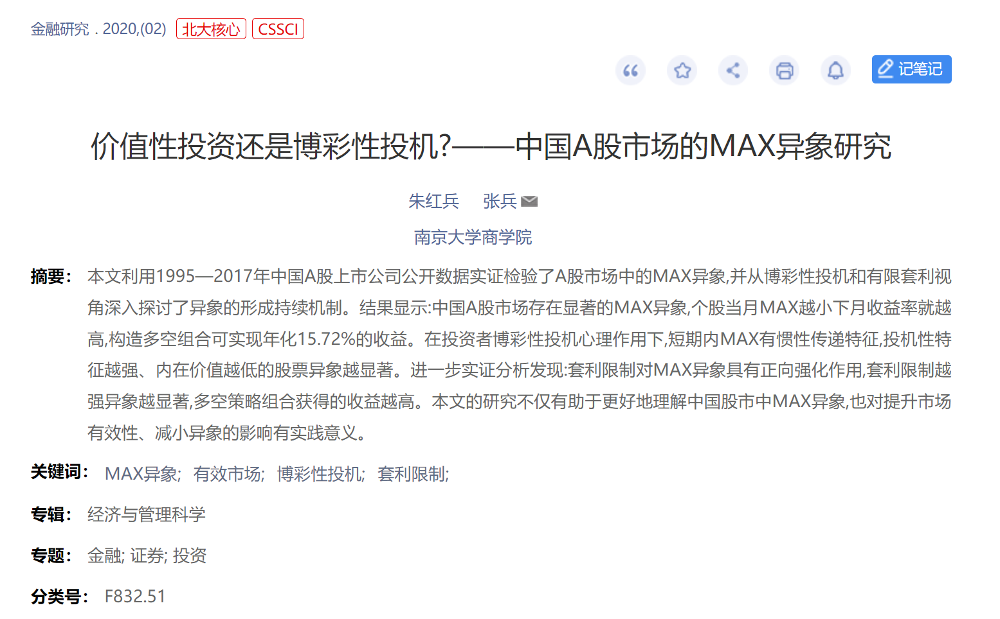 金融研究 . 2020,(02) 北大核心 CSSCI
记笔记
价值性投资还是博彩性投机?——中国A股市场的MAX异象研究
朱红兵 张兵
南京大学商学院
摘要： 本文利用1995—2017年中国A股上市公司公开数据实证检验了A股市场中的MAX异象,并从博彩性投机和有限套利视
角深入探讨了异象的形成持续机制。结果显示:中国A股市场存在显著的MAX异象,个股当月MAX越小下月收益率就越
高,构造多空组合可实现年化15.72%的收益。在投资者博彩性投机心理作用下,短期内MAX有惯性传递特征,投机性特
征越强、内在价值越低的股票异象越显著。进一步实证分析发现:套利限制对MAX异象具有正向强化作用,套利限制越
强异象越显著,多空策略组合获得的收益越高。本文的研究不仅有助于更好地理解中国股市中MAX异象,也对提升市场
有效性、减小异象的影响有实践意义。
关键词： MAX异象; 有效市场; 博彩性投机; 套利限制;
专辑： 经济与管理科学
专题： 金融; 证券; 投资
分类号： F832.51